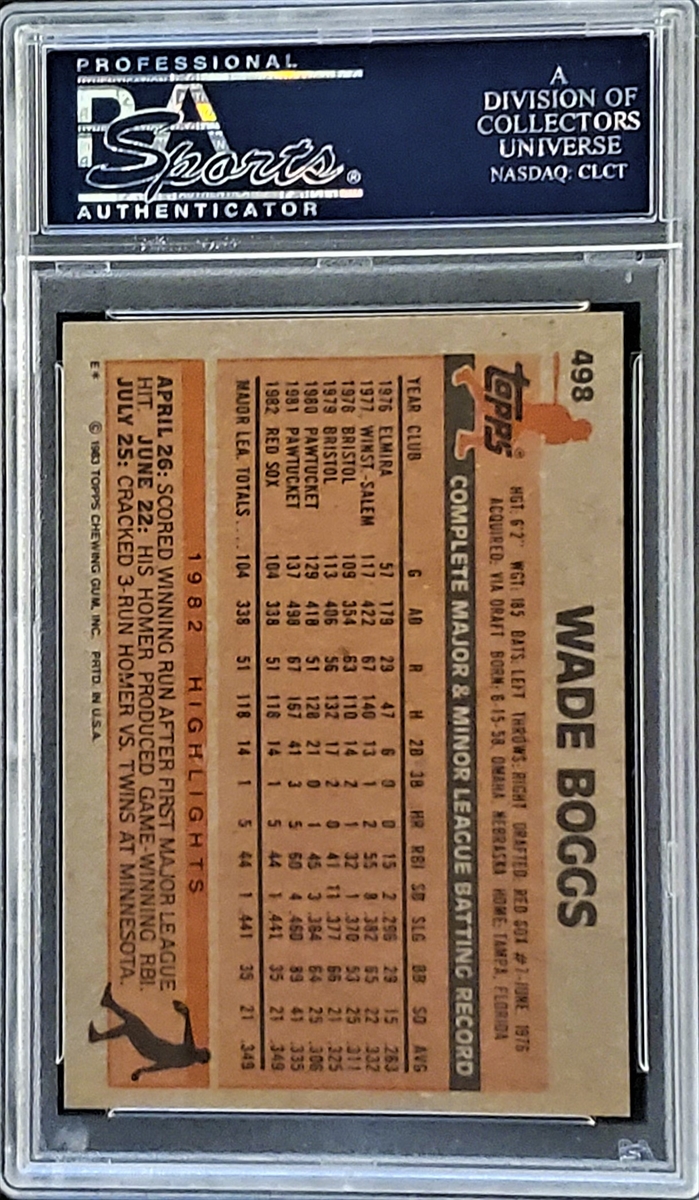 PROFESSIONAL
PSA
Sports®
AUTHENTICATOR
A
DIVISION OF
COLLECTORS
UNIVERSE
NASDAQ: CLCT
498
WADE BOGGS
Topps®
HGT: 6'2" WGT: 185 BATS: LEFT THROWS: RIGHT DRAFTED: RED SOX #7-JUNE, 1976
ACQUIRED: VIA DRAFT BORN: 6-15-58, OMAHA, NEBRASKA HOME: TAMPA, FLORIDA
COMPLETE MAJOR & MINOR LEAGUE BATTING RECORD
YEAR CLUB G AB R H 2B 3B HR RBI SB SLG BB SO AVG
1976 ELMIRA 57 179 29 47 6 0 0 15 2 .296 29 15 .263
1977 WINST.-SALEM 117 422 67 140 13 1 2 55 8 .382 65 22 .332
1978 BRISTOL 109 354 63 110 14 2 1 32 1 .370 53 25 .311
1979 BRISTOL 113 406 56 132 17 2 0 41 11 .377 66 21 .325
1980 PAWTUCKET 129 418 51 128 21 0 1 45 3 .364 64 25 .306
1981 PAWTUCKET 137 498 67 167 41 3 5 60 4 .460 89 41 .335
1982 RED SOX 104 338 51 118 14 1 5 44 1 .441 35 21 .349
MAJOR LEA. TOTALS.... 104 338 51 118 14 1 5 44 1 .441 35 21 .349
1982 HIGHLIGHTS
APRIL 26: SCORED WINNING RUN AFTER FIRST MAJOR LEAGUE
HIT. JUNE 22: HIS HOMER PRODUCED GAME-WINNING RBI.
JULY 25: CRACKED 3-RUN HOMER VS. TWINS AT MINNESOTA.
E* © 1983 TOPPS CHEWING GUM, INC. PRTD. IN U.S.A.